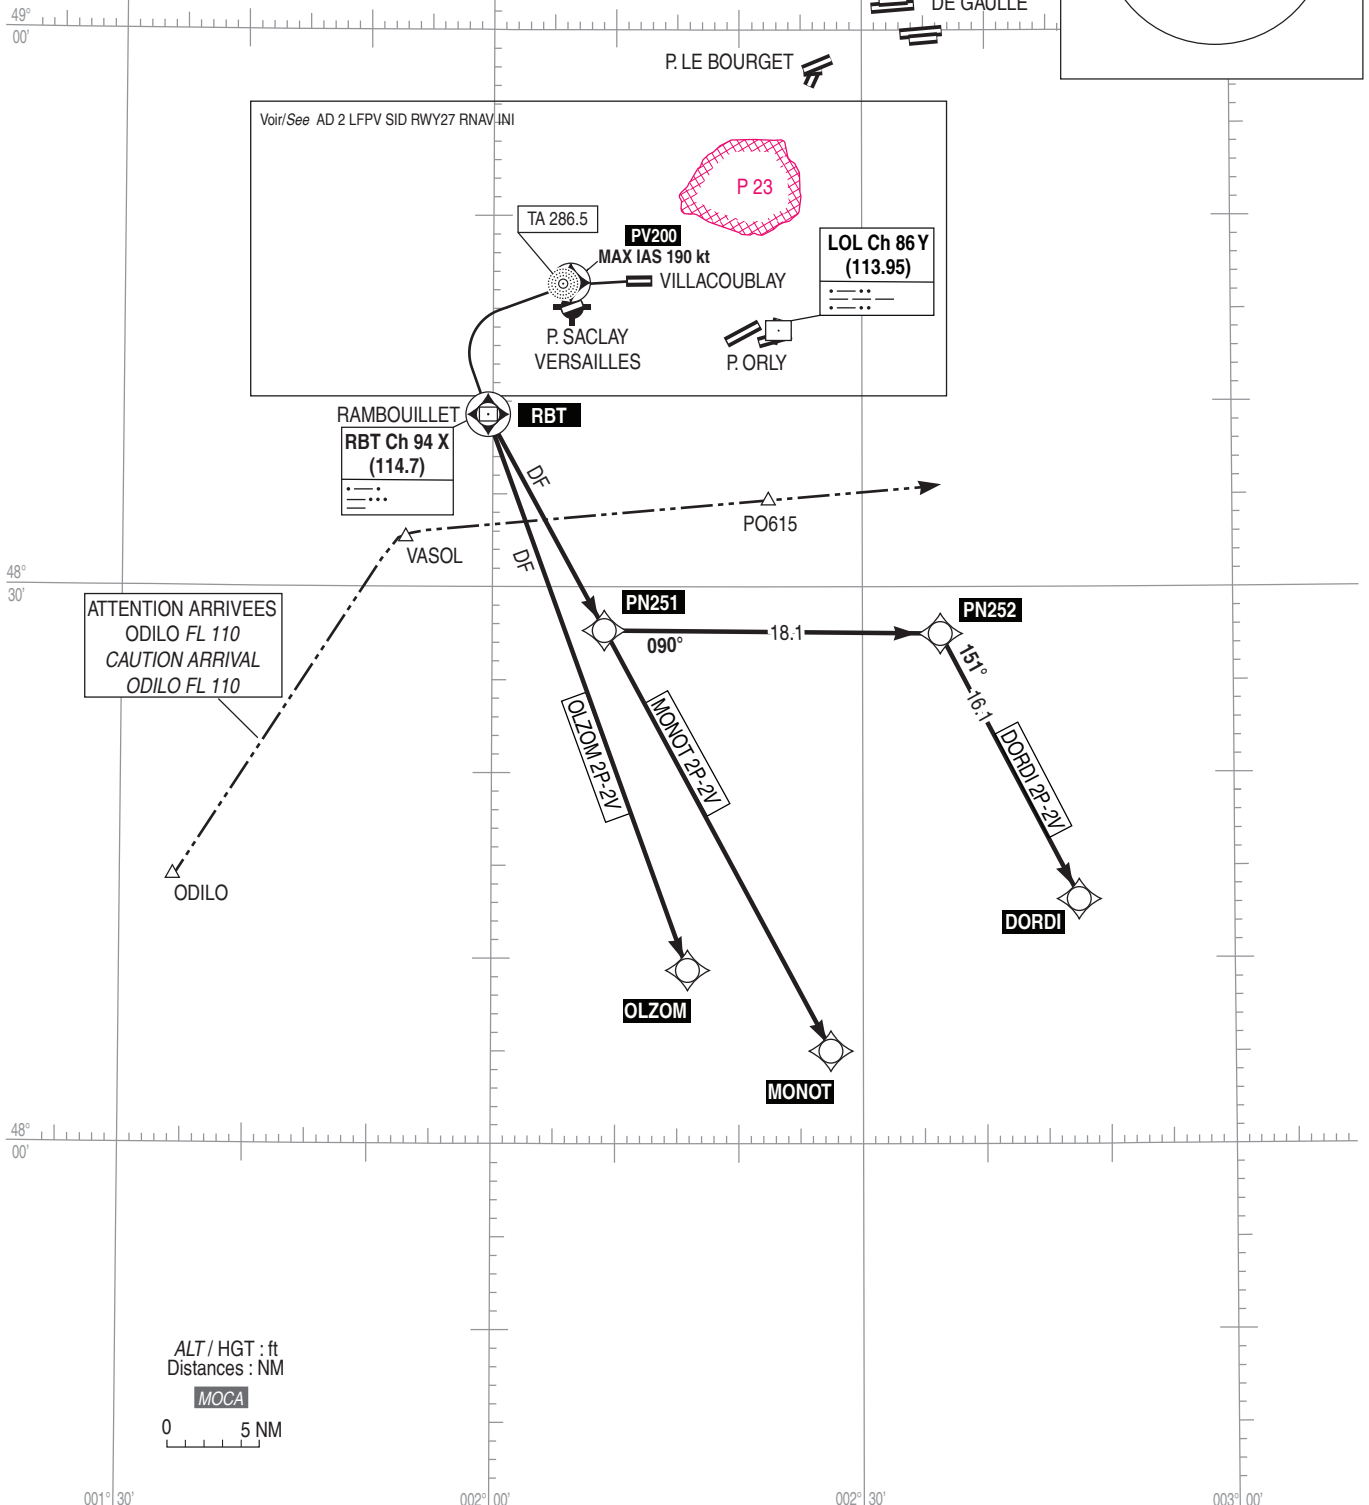 49°
00'
DE GAULLE
P. LE BOURGET
Voir/See AD 2 LFPV SID RWY27 RNAV INI
P 23
TA 286.5
PV200
MAX IAS 190 kt
VILLACOUBLAY
LOL Ch 86 Y
(113.95)
P. SACLAY
VERSAILLES
P. ORLY
RAMBOUILLET
RBT
RBT Ch 94 X
(114.7)
DF
PO615
VASOL
DF
48°
30'
ATTENTION ARRIVEES
ODILO FL 110
CAUTION ARRIVAL
ODILO FL 110
PN251
090°
18.1
PN252
151°
16.1
OLZOM 2P-2V
MONOT 2P-2V
DORDI 2P-2V
ODILO
DORDI
OLZOM
MONOT
48°
00'
ALT / HGT : ft
Distances : NM
MOCA
0 5 NM
001° 30'
002° 00'
002° 30'
003° 00'